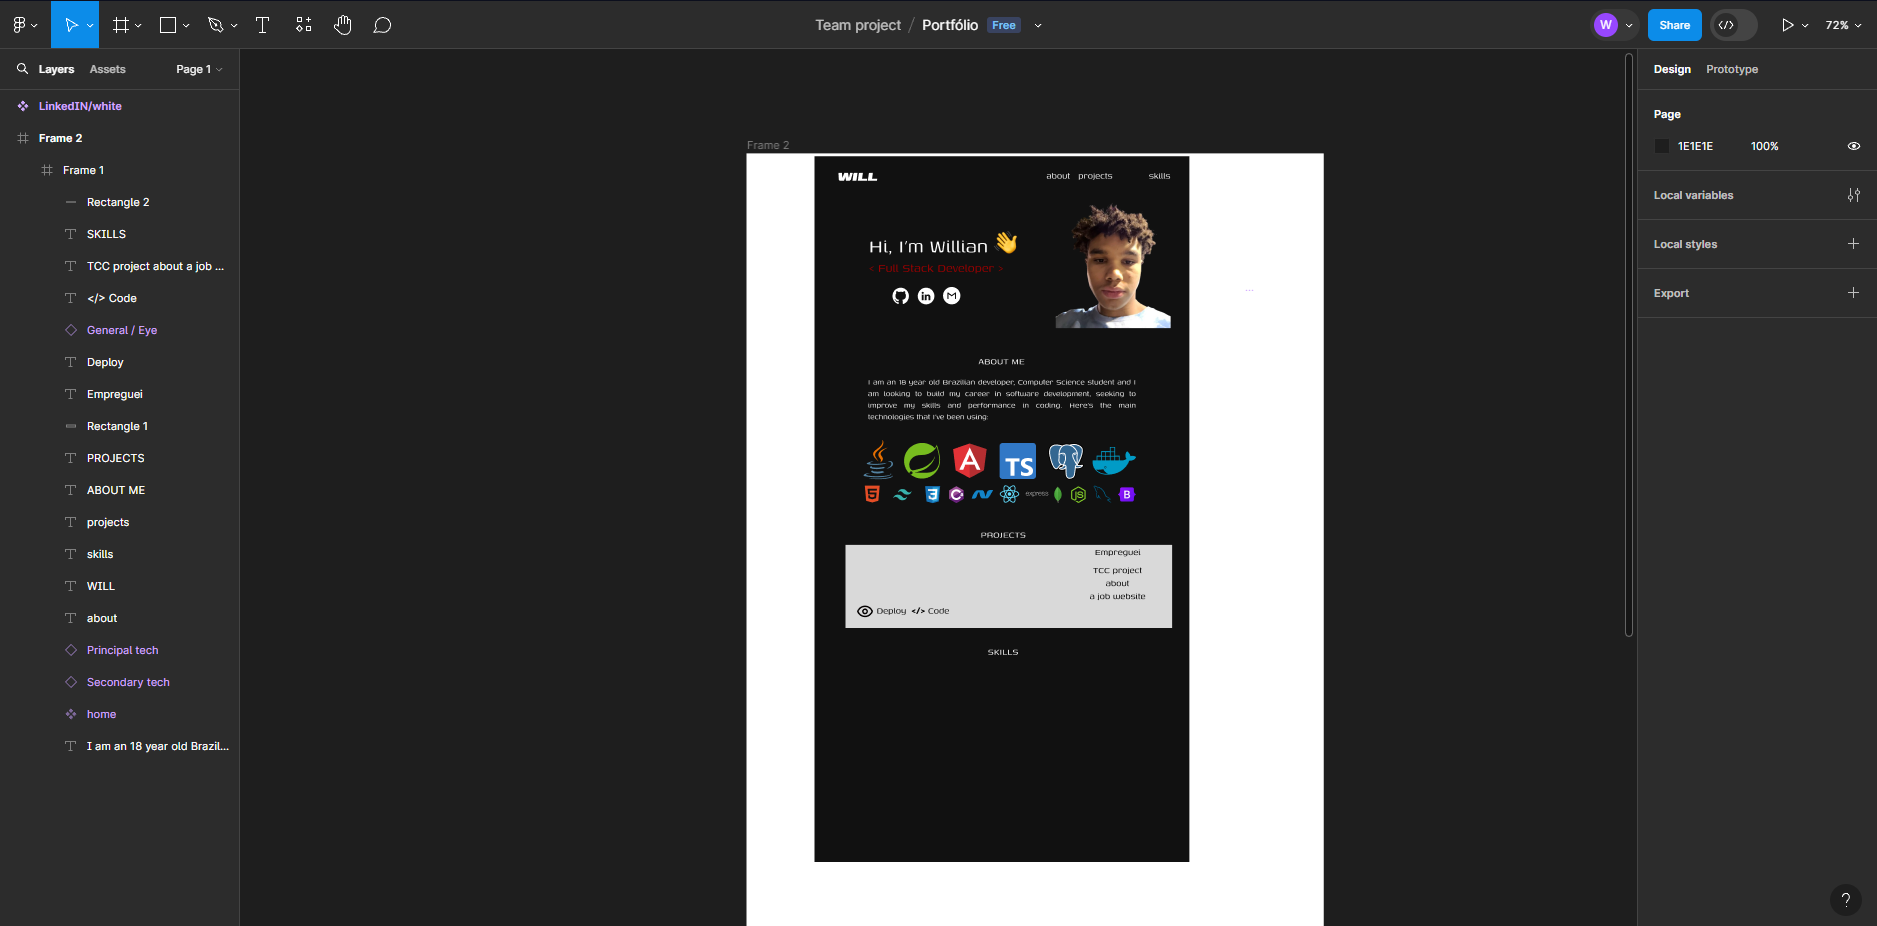 Team project / Portfólio Free
W
Share
</>
72%
Layers Assets Page 1
LinkedIN/white
Frame 2
Frame 1
Rectangle 2
SKILLS
TCC project about a job ...
</> Code
General / Eye
Deploy
Empreguei
Rectangle 1
PROJECTS
ABOUT ME
projects
skills
WILL
about
Principal tech
Secondary tech
home
I am an 18 year old Brazil...
Frame 2
WILL
about projects skills
Hi, I'm Willian
< Full Stack Developer >
in M
ABOUT ME
I am an 18 year old Brazilian developer, Computer Science student and I
am looking to build my career in software development, seeking to
improve my skills and performance in coding. Here's the main
technologies that I've been using:
A TS
5 3 C express JS B
PROJECTS
Empreguei
TCC project
about
a job website
Deploy </> Code
SKILLS
Design Prototype
Page
1E1E1E 100%
Local variables
Local styles
Export
?